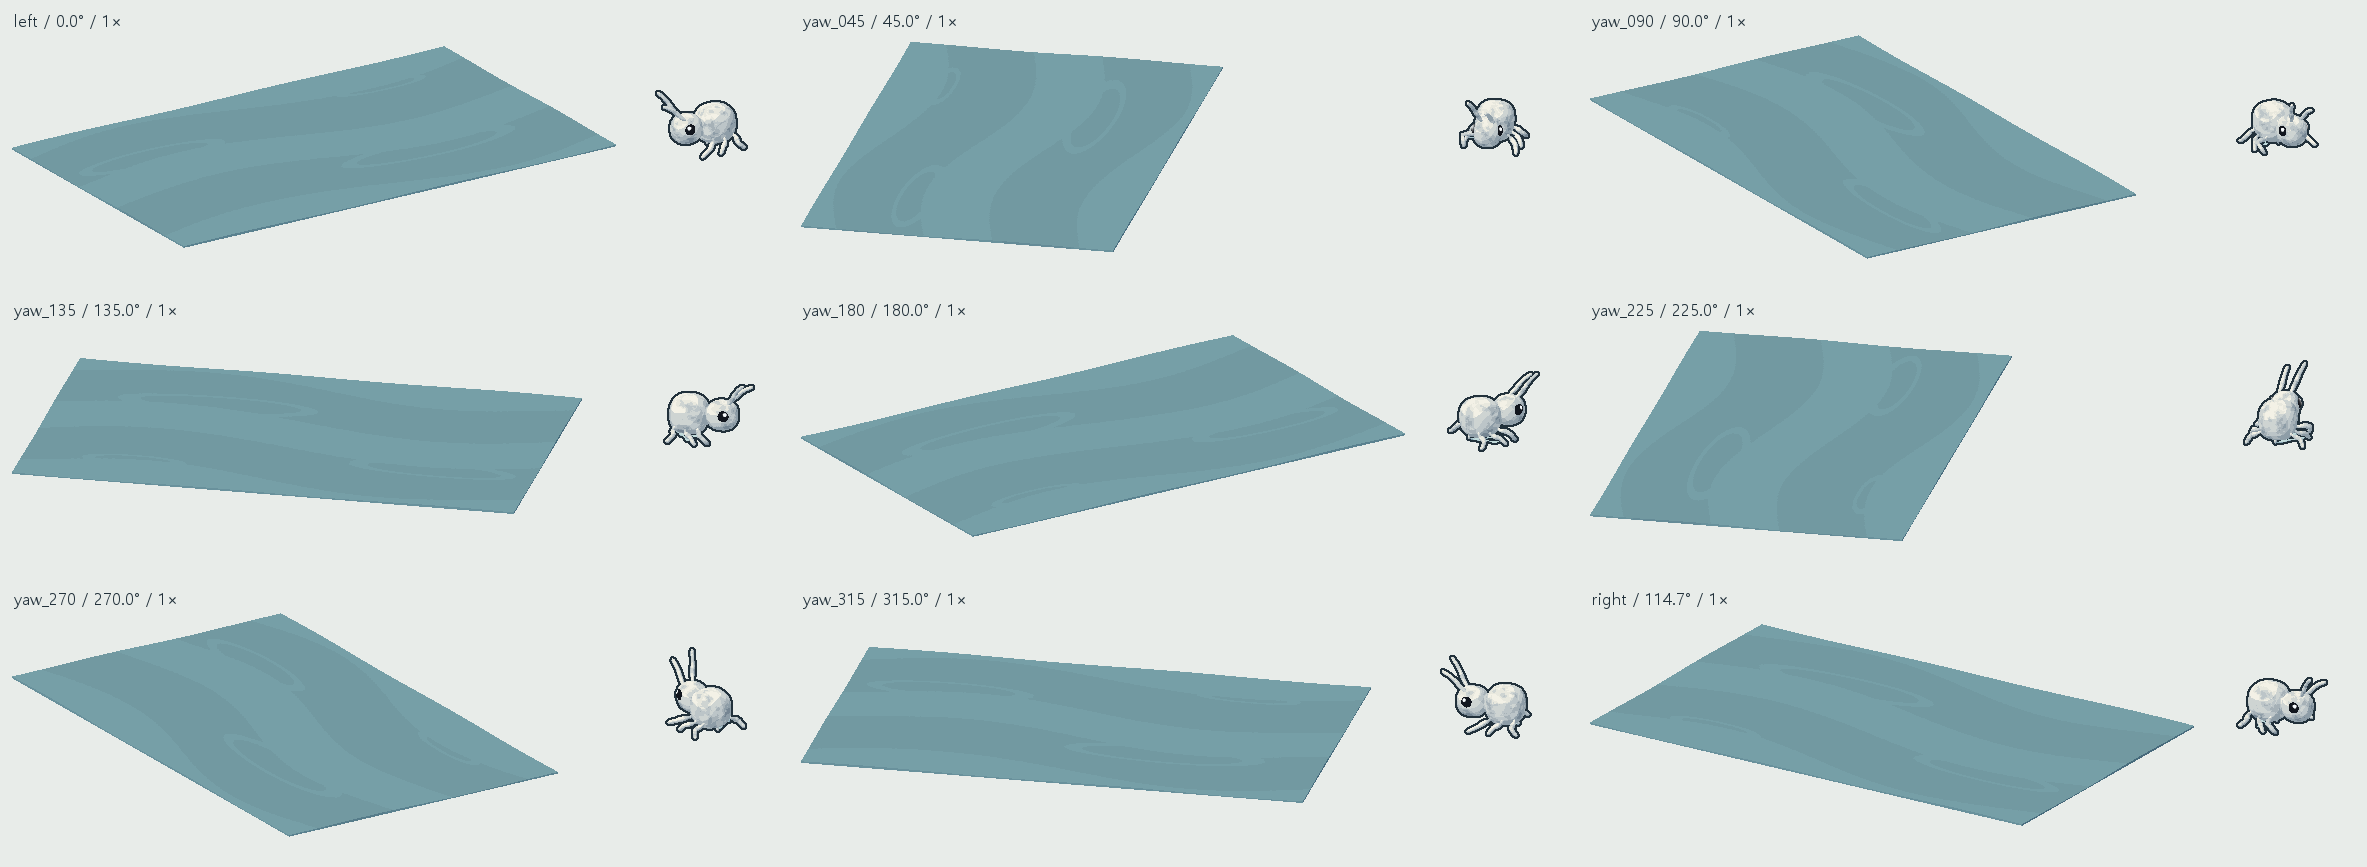 left / 0.0° / 1×
yaw_045 / 45.0° / 1×
yaw_090 / 90.0° / 1×
yaw_135 / 135.0° / 1×
yaw_180 / 180.0° / 1×
yaw_225 / 225.0° / 1×
yaw_270 / 270.0° / 1×
yaw_315 / 315.0° / 1×
right / 114.7° / 1×